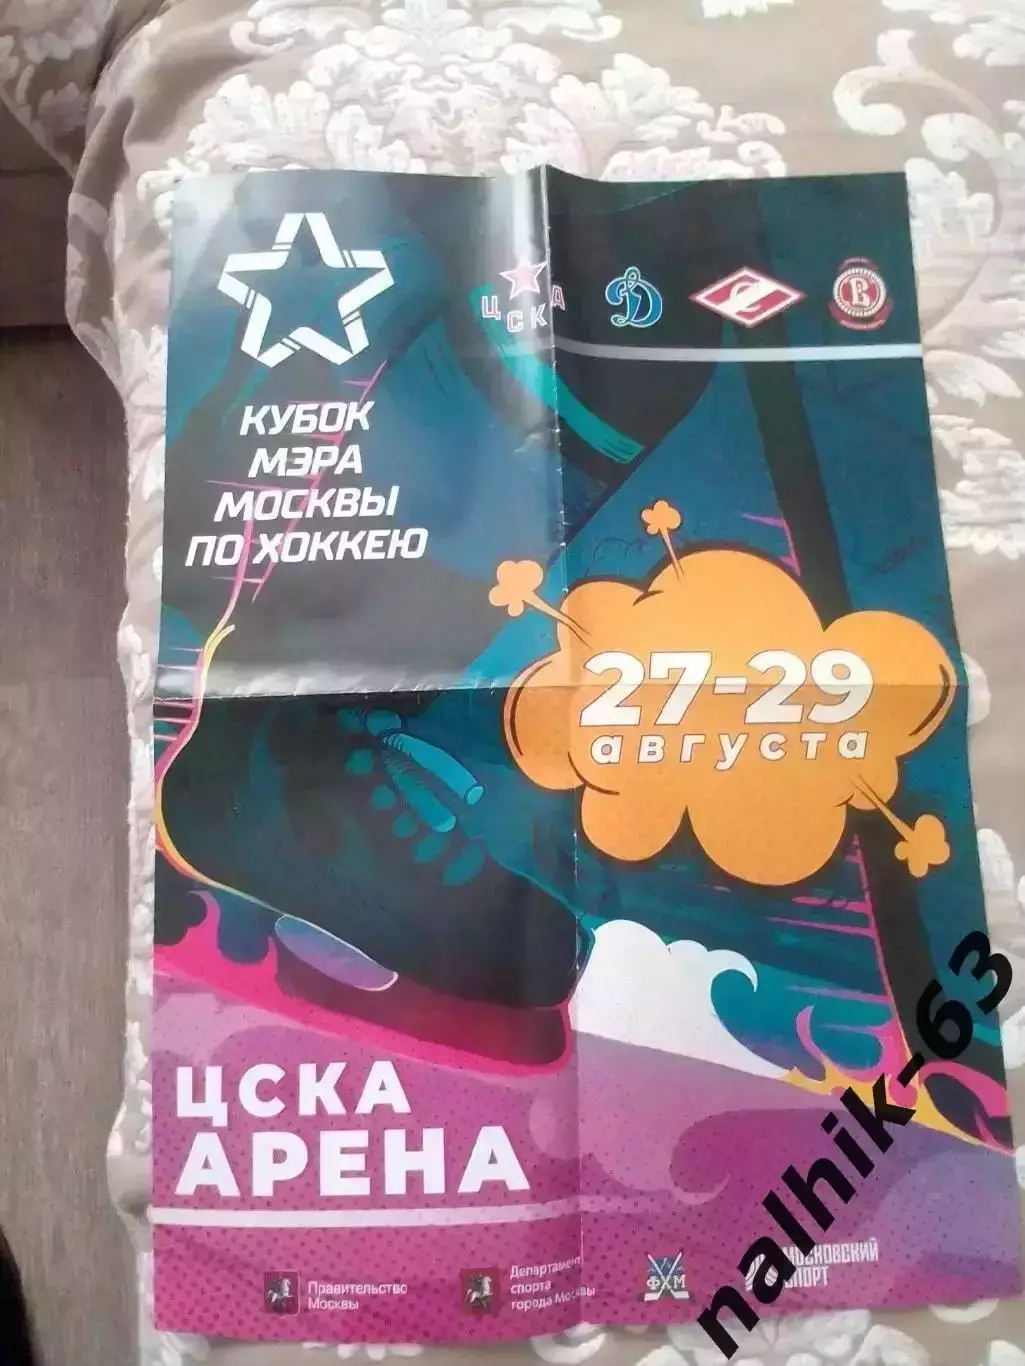 ЦСКА
КУБОК
МЭРА
МОСКВЫ
ПО ХОККЕЮ
27-29
августа
ЦСКА
АРЕНА
Правительство
Москвы
Департамент
спорта
города Москвы
ФХМ
МОСКОВСКИЙ
СПОРТ
nalhik-63